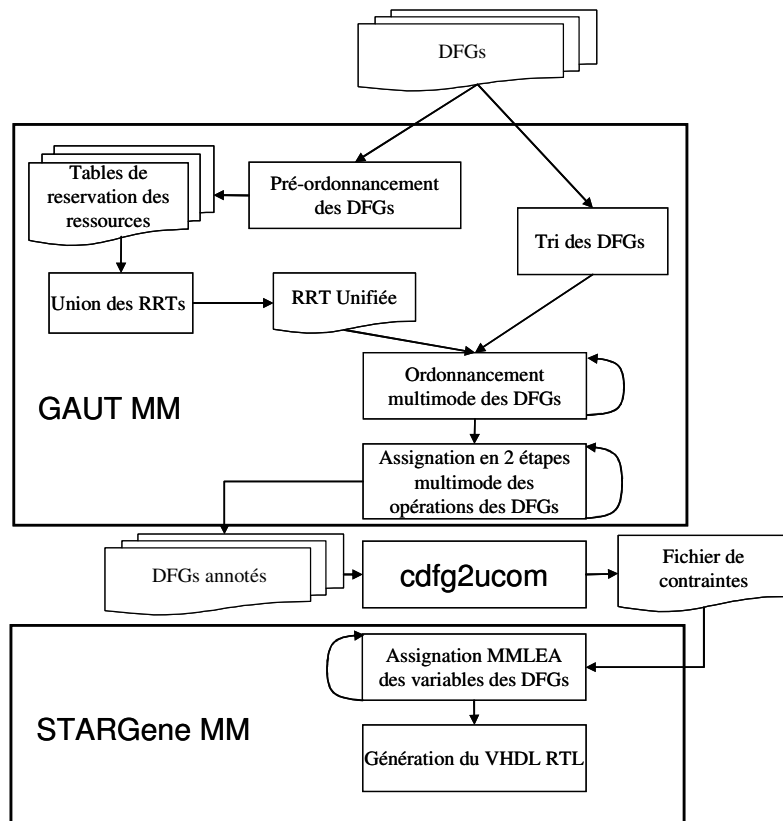 DFGs
Tables de
reservation des
ressources
Pré-ordonnancement
des DFGs
Tri des DFGs
Union des RRTs
RRT Unifiée
Ordonnancement
multimode des DFGs
GAUT MM
Assignation en 2 étapes
multimode des
opérations des DFGs
DFGs annotés
cdfg2ucom
Fichier de
contraintes
Assignation MMLEA
des variables des DFGs
STARGene MM
Génération du VHDL RTL